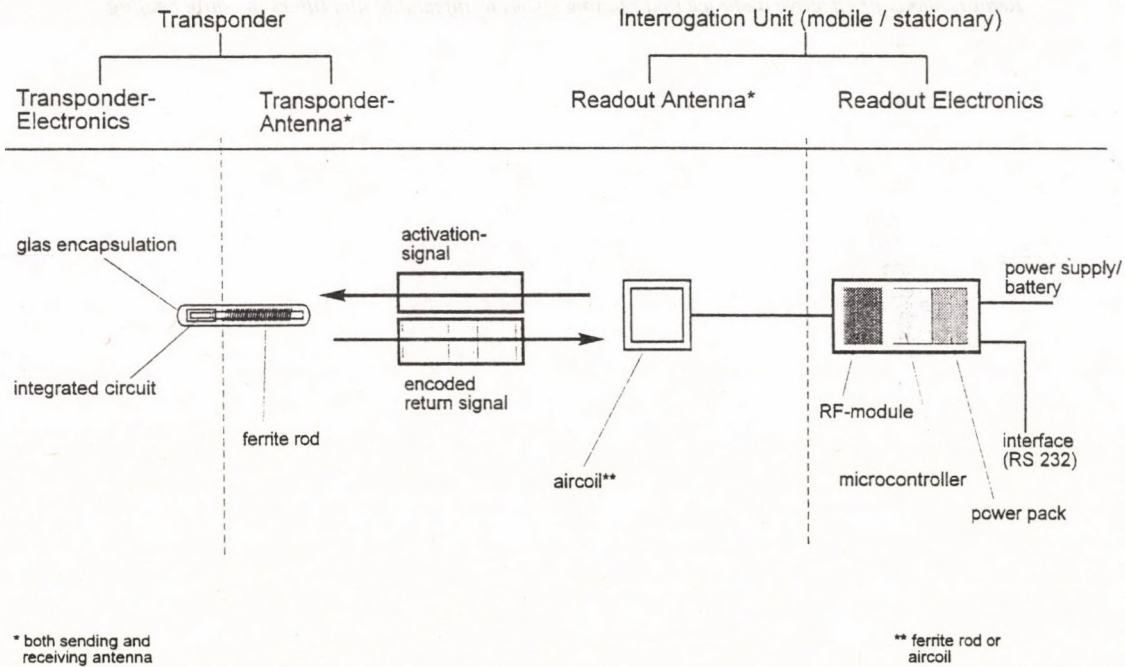 Transponder
Interrogation Unit (mobile / stationary)
Transponder-
Electronics
Transponder-
Antenna*
Readout Antenna*
Readout Electronics
glas encapsulation
integrated circuit
ferrite rod
activation-
signal
encoded
return signal
aircoil**
power supply/
battery
RF-module
microcontroller
power pack
interface
(RS 232)
* both sending and
receiving antenna
** ferrite rod or
aircoil